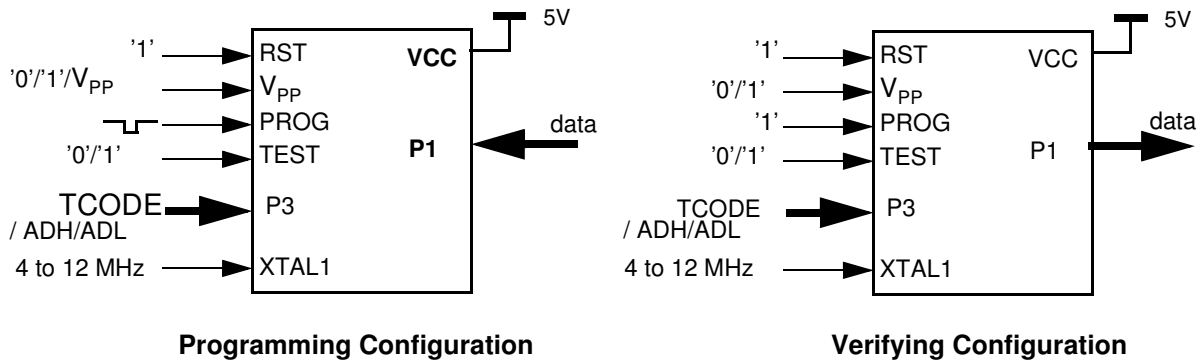 5V
'1' RST VCC
'0'/'1'/VPP VPP
PROG data
'0'/'1' TEST P1
TCODE P3
/ ADH/ADL
4 to 12 MHz XTAL1
Programming Configuration
5V
'1' RST VCC
'0'/'1' VPP
'1' PROG data
'0'/'1' TEST P1
TCODE P3
/ ADH/ADL
4 to 12 MHz XTAL1
Verifying Configuration